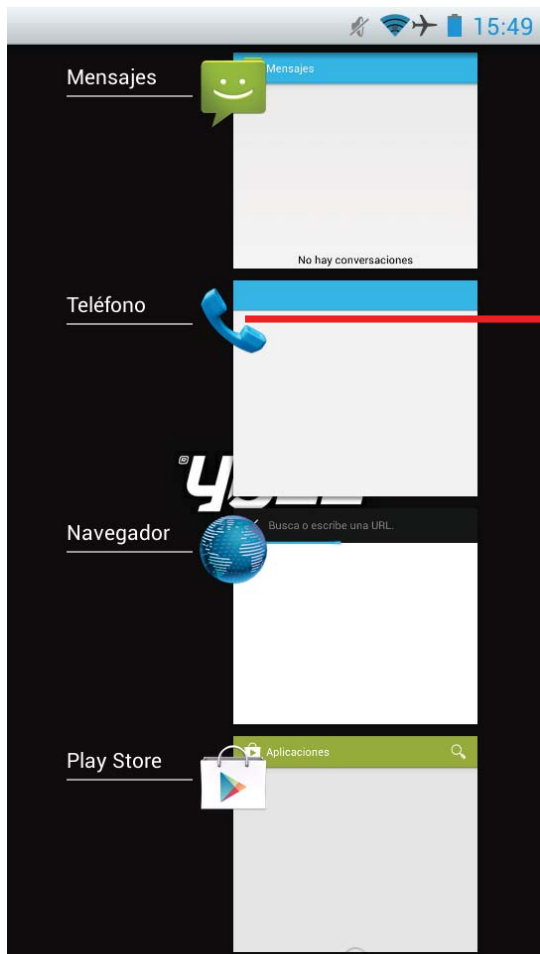 15:49
Mensajes
Mensajes
No hay conversaciones
Teléfono
Navegador
Busca o escribe una URL.
Play Store
Aplicaciones